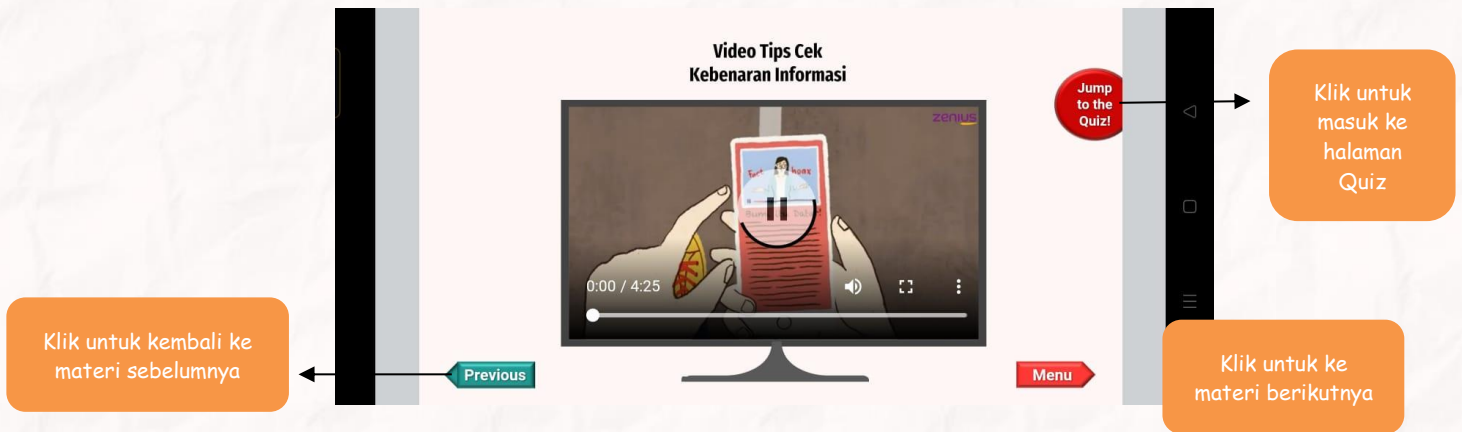 Video Tips Cek
Kebenaran Informasi
Jump
to the
Quiz!
Klik untuk
masuk ke
halaman
Quiz
zenius
Fact
hoax
0:00 / 4:25
Klik untuk kembali ke
materi sebelumnya
Previous
Menu
Klik untuk ke
materi berikutnya